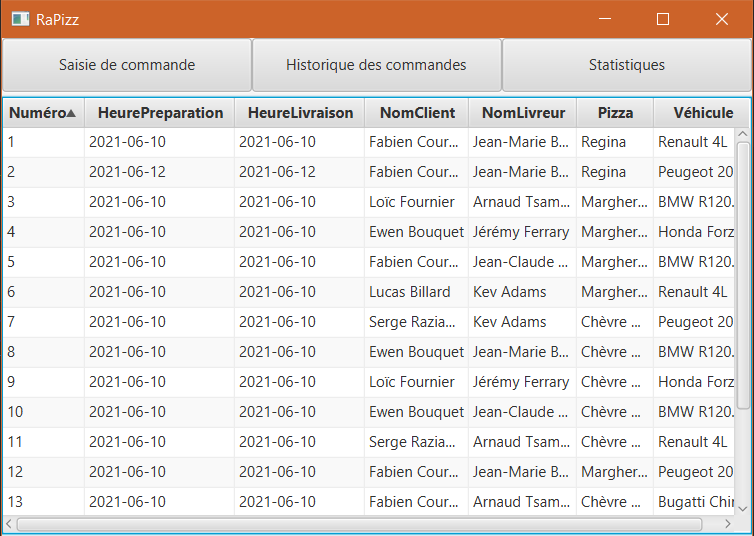 RaPizz
Saisie de commande Historique des commandes Statistiques
Numéro HeurePreparation HeureLivraison NomClient NomLivreur Pizza Véhicule
1 2021-06-10 2021-06-10 Fabien Cour... Jean-Marie B... Regina Renault 4L
2 2021-06-12 2021-06-12 Fabien Cour... Jean-Marie B... Regina Peugeot 20
3 2021-06-10 2021-06-10 Loïc Fournier Arnaud Tsam... Margher... BMW R120.
4 2021-06-10 2021-06-10 Ewen Bouquet Jérémy Ferrary Margher... Honda Forz
5 2021-06-10 2021-06-10 Fabien Cour... Jean-Claude ... Margher... BMW R120.
6 2021-06-10 2021-06-10 Lucas Billard Kev Adams Margher... Renault 4L
7 2021-06-10 2021-06-10 Serge Razia... Kev Adams Chèvre ... Peugeot 20
8 2021-06-10 2021-06-10 Ewen Bouquet Jean-Marie B... Chèvre ... BMW R120.
9 2021-06-10 2021-06-10 Loïc Fournier Jérémy Ferrary Chèvre ... Honda Forz
10 2021-06-10 2021-06-10 Ewen Bouquet Jean-Claude ... Chèvre ... BMW R120.
11 2021-06-10 2021-06-10 Serge Razia... Arnaud Tsam... Chèvre ... Renault 4L
12 2021-06-10 2021-06-10 Fabien Cour... Jean-Marie B... Margher... Peugeot 20
13 2021-06-10 2021-06-10 Fabien Cour... Arnaud Tsam... Chèvre ... Bugatti Chir